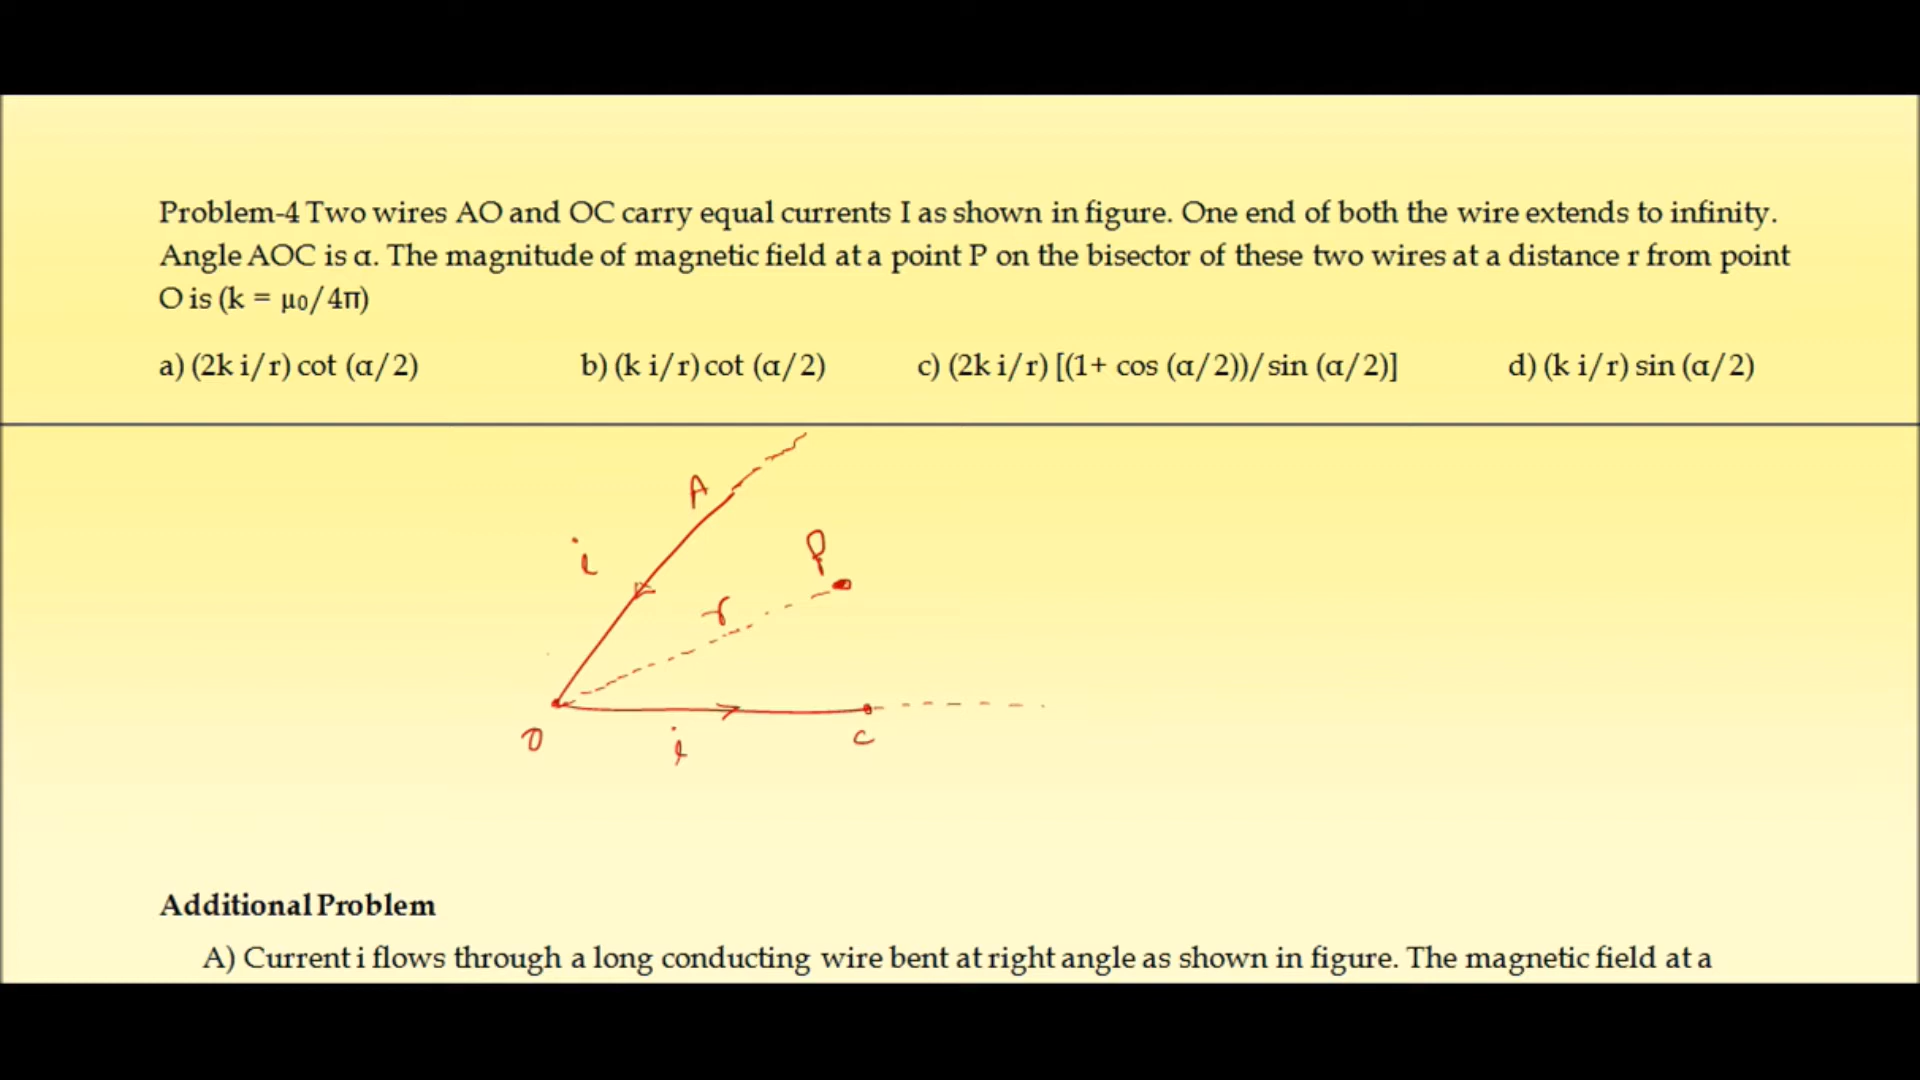 Problem-4 Two wires AO and OC carry equal currents I as shown in figure. One end of both the wire extends to infinity.
Angle AOC is α. The magnitude of magnetic field at a point P on the bisector of these two wires at a distance r from point
O is (k = μ₀/4π)
a) (2k i/r) cot (α/2) b) (k i/r) cot (α/2) c) (2k i/r) [(1+ cos (α/2))/sin (α/2)] d) (k i/r) sin (α/2)
A
i
P
r
O
i
C
Additional Problem
A) Current i flows through a long conducting wire bent at right angle as shown in figure. The magnetic field at a